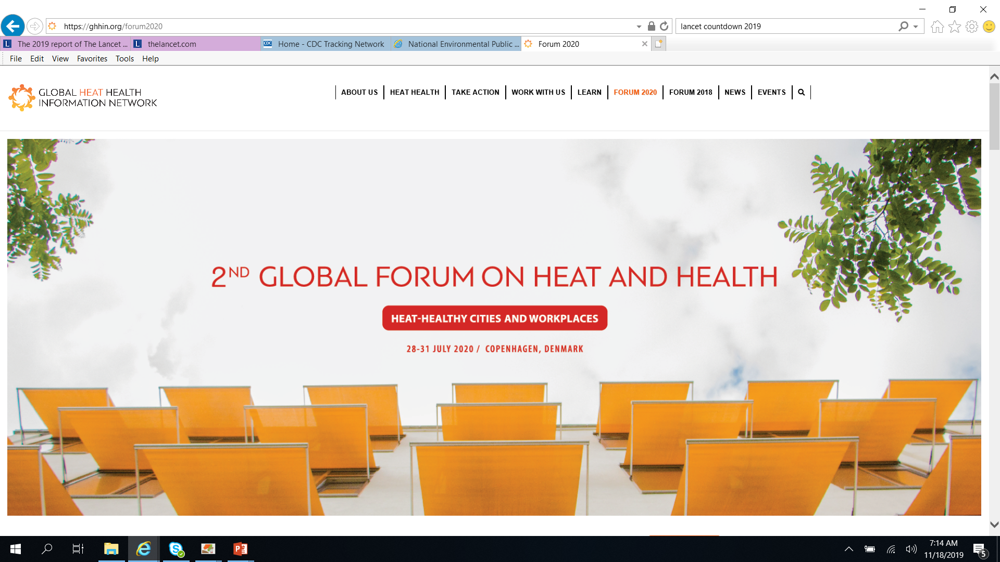 https://ghhin.org/forum2020
lancet countdown 2019
The 2019 report of The Lancet ...
thelancet.com
CDC
Home - CDC Tracking Network
National Environmental Public ...
Forum 2020
File Edit View Favorites Tools Help
GLOBAL HEAT HEALTH
INFORMATION NETWORK
ABOUT US
HEAT HEALTH
TAKE ACTION
WORK WITH US
LEARN
FORUM 2020
FORUM 2018
NEWS
EVENTS
2ND GLOBAL FORUM ON HEAT AND HEALTH
HEAT-HEALTHY CITIES AND WORKPLACES
28-31 JULY 2020 / COPENHAGEN, DENMARK
7:14 AM
11/18/2019
5